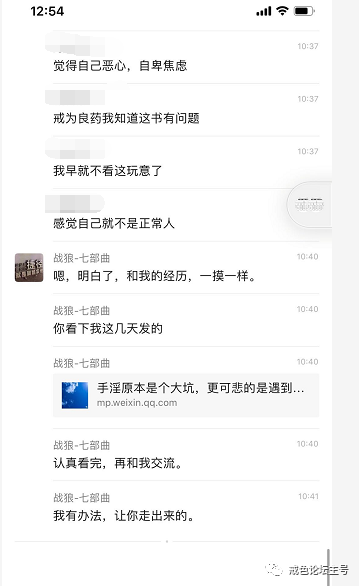 12:54
10:37
觉得自己恶心，自卑焦虑
10:37
戒为良药我知道这书有问题
10:37
我早就不看这玩意了
感觉自己就不是正常人
战狼-七部曲
10:40
嗯，明白了，和我的经历，一摸一样。
战狼-七部曲
10:40
你看下我这几天发的
战狼-七部曲
10:40
手淫原本是个大坑，更可悲的是遇到...
mp.weixin.qq.com
战狼-七部曲
10:40
认真看完，再和我交流。
战狼-七部曲
10:41
我有办法，让你走出来的。
戒色论坛主号